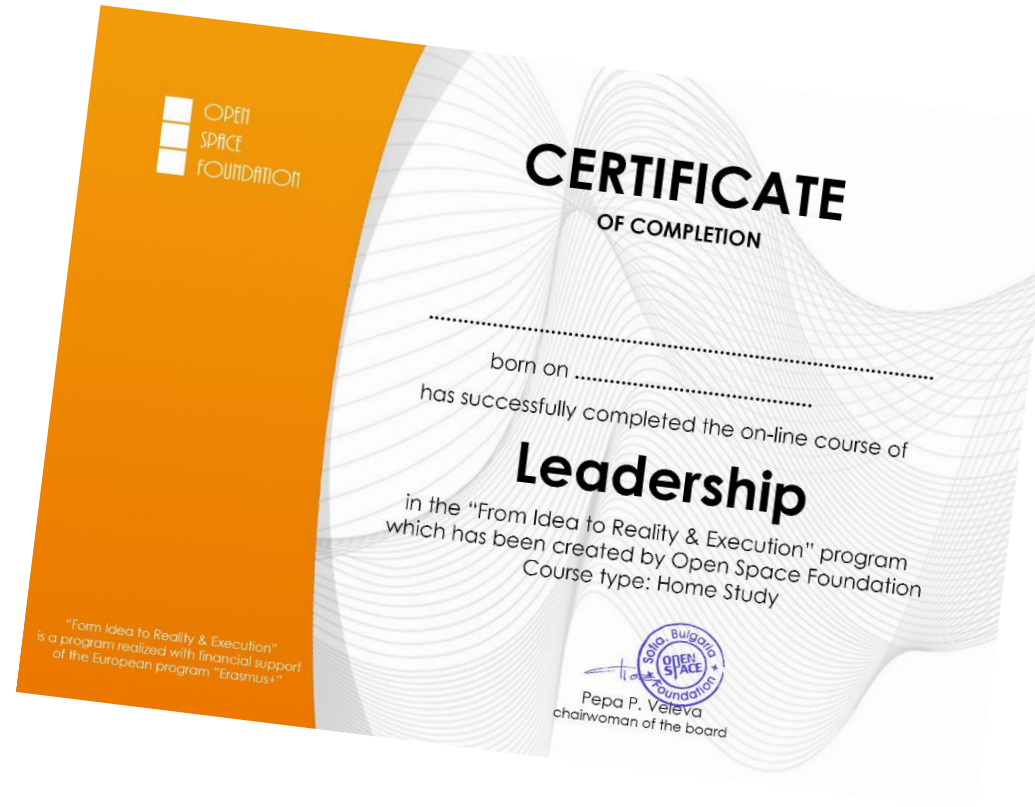 OPEN
SPACE
FOUNDATION
CERTIFICATE
OF COMPLETION
................................................................................
born on ................................................
has successfully completed the on-line course of
Leadership
in the “From Idea to Reality & Execution” program
which has been created by Open Space Foundation
Course type: Home Study
Sofia, Bulgaria
OPEN
SPACE
Foundation
Pepa P. Veleva
chairwoman of the board
“Form Idea to Reality & Execution”
is a program realized with financial support
of the European program “Erasmus+”